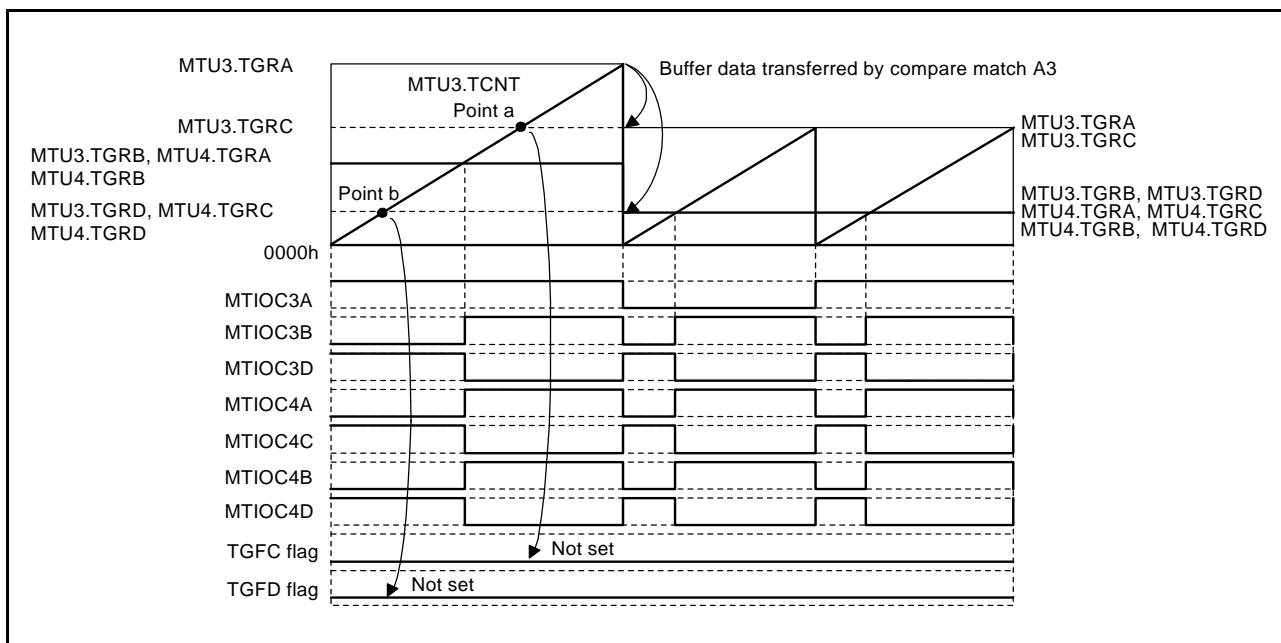 MTU3.TGRA
Buffer data transferred by compare match A3
MTU3.TCNT
Point a
MTU3.TGRC
MTU3.TGRA
MTU3.TGRC
MTU3.TGRB, MTU4.TGRA
MTU4.TGRB
Point b
MTU3.TGRD, MTU4.TGRC
MTU4.TGRD
MTU3.TGRB, MTU3.TGRD
MTU4.TGRA, MTU4.TGRC
MTU4.TGRB, MTU4.TGRD
0000h
MTIOC3A
MTIOC3B
MTIOC3D
MTIOC4A
MTIOC4C
MTIOC4B
MTIOC4D
TGFC flag
Not set
TGFD flag
Not set